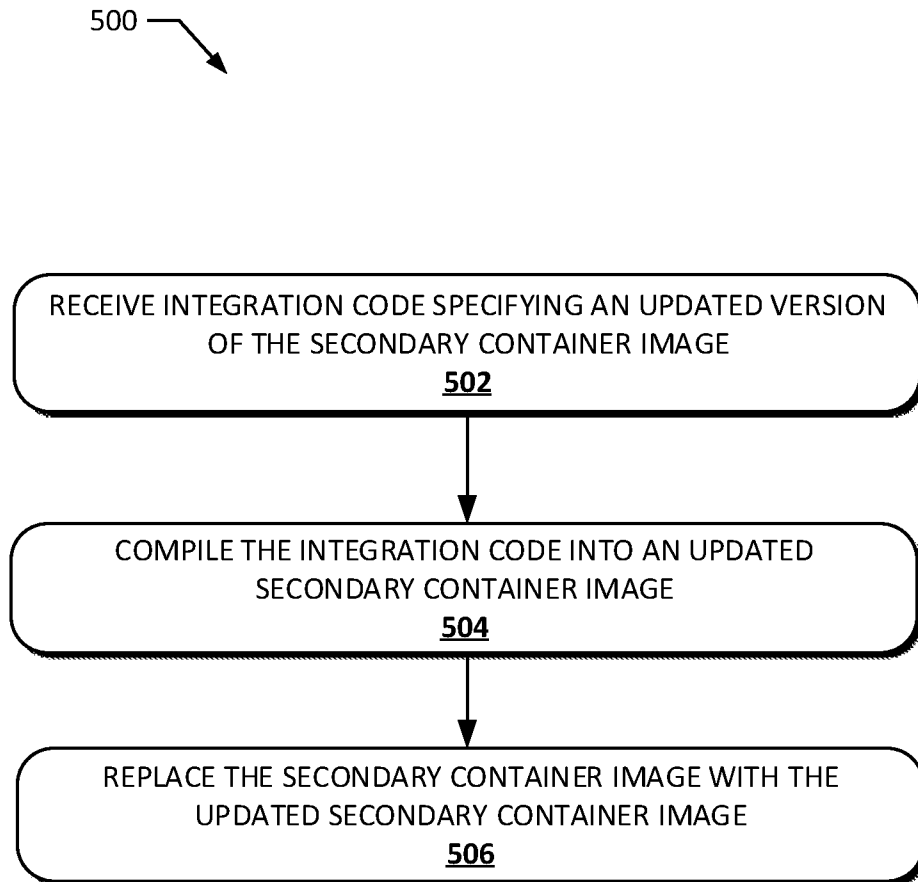 500
RECEIVE INTEGRATION CODE SPECIFYING AN UPDATED VERSION
OF THE SECONDARY CONTAINER IMAGE
502
COMPILE THE INTEGRATION CODE INTO AN UPDATED
SECONDARY CONTAINER IMAGE
504
REPLACE THE SECONDARY CONTAINER IMAGE WITH THE
UPDATED SECONDARY CONTAINER IMAGE
506